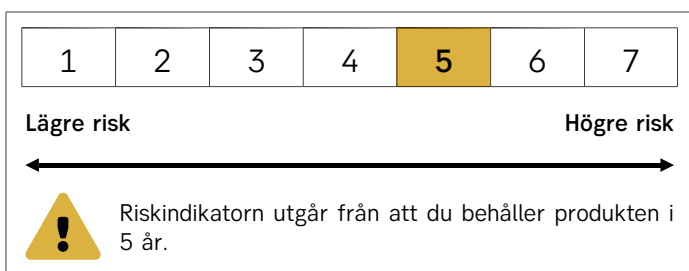 1 2 3 4 5 6 7
Lägre risk Högre risk
Riskindikatorn utgår från att du behåller produkten i
5 år.